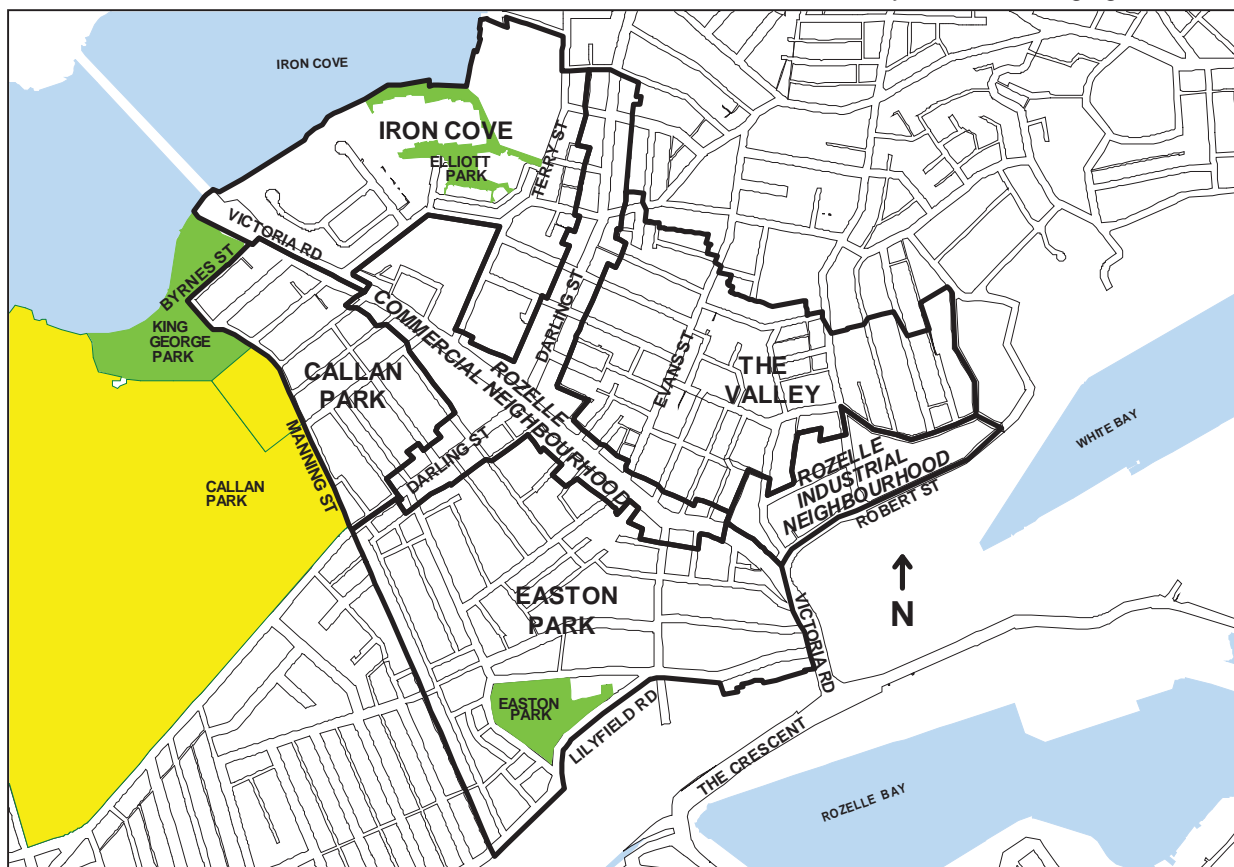 IRON COVE
IRON COVE
ELLIOTT
PARK
TERRY ST
VICTORIA RD
BYRNES ST
KING
GEORGE
PARK
CALLAN
PARK
COMMERCIAL NEIGHBOURHOOD
ROZELLE
DARLING ST
EVANS ST
THE
VALLEY
WHITE BAY
MANNING ST
DARLING ST
CALLAN
PARK
ROZELLE
INDUSTRIAL
NEIGHBOURHOOD
ROBERT ST
N
EASTON
PARK
VICTORIA RD
EASTON
PARK
LILYFIELD RD
THE CRESCENT
ROZELLE BAY